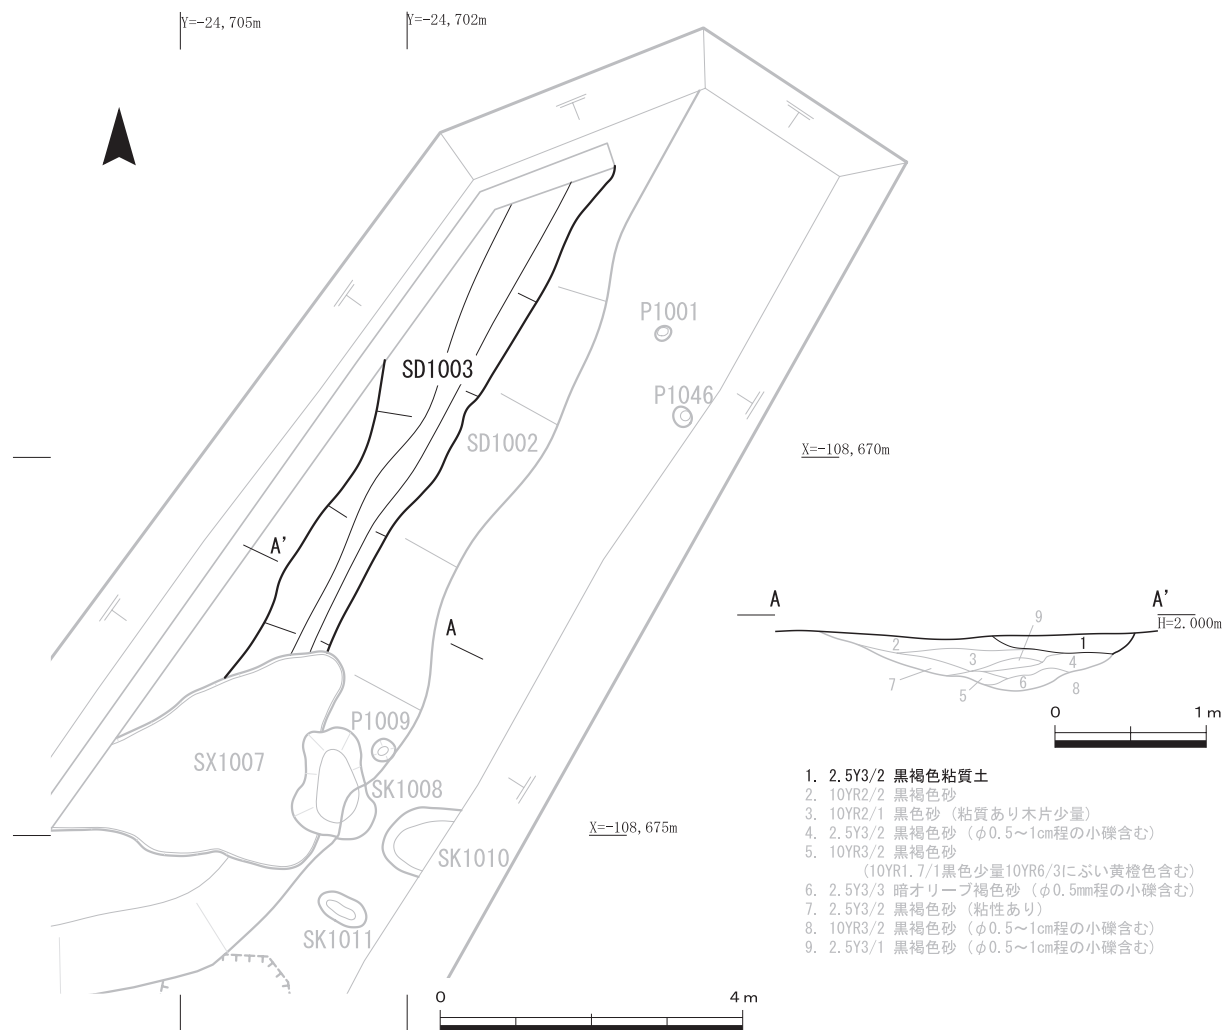 Y=-24,705m
Y=-24,702m
P1001
SD1003
P1046
SD1002
X=-108,670m
A'
A
A
A'
H=2.000m
9
2
1
3
4
7
5
6
8
P1009
SX1007
SK1008
0
1m
X=-108,675m
SK1010
SK1011
1. 2.5Y3/2 黒褐色粘質土
2. 10YR2/2 黒褐色砂
3. 10YR2/1 黒色砂（粘質あり木片少量）
4. 2.5Y3/2 黒褐色砂（φ0.5～1cm程の小礫含む）
5. 10YR3/2 黒褐色砂
（10YR1.7/1黒色少量10YR6/3にぶい黄橙色含む）
6. 2.5Y3/3 暗オリーブ褐色砂（φ0.5mm程の小礫含む）
7. 2.5Y3/2 黒褐色砂（粘性あり）
8. 10YR3/2 黒褐色砂（φ0.5～1cm程の小礫含む）
9. 2.5Y3/1 黒褐色砂（φ0.5～1cm程の小礫含む）
0
4m